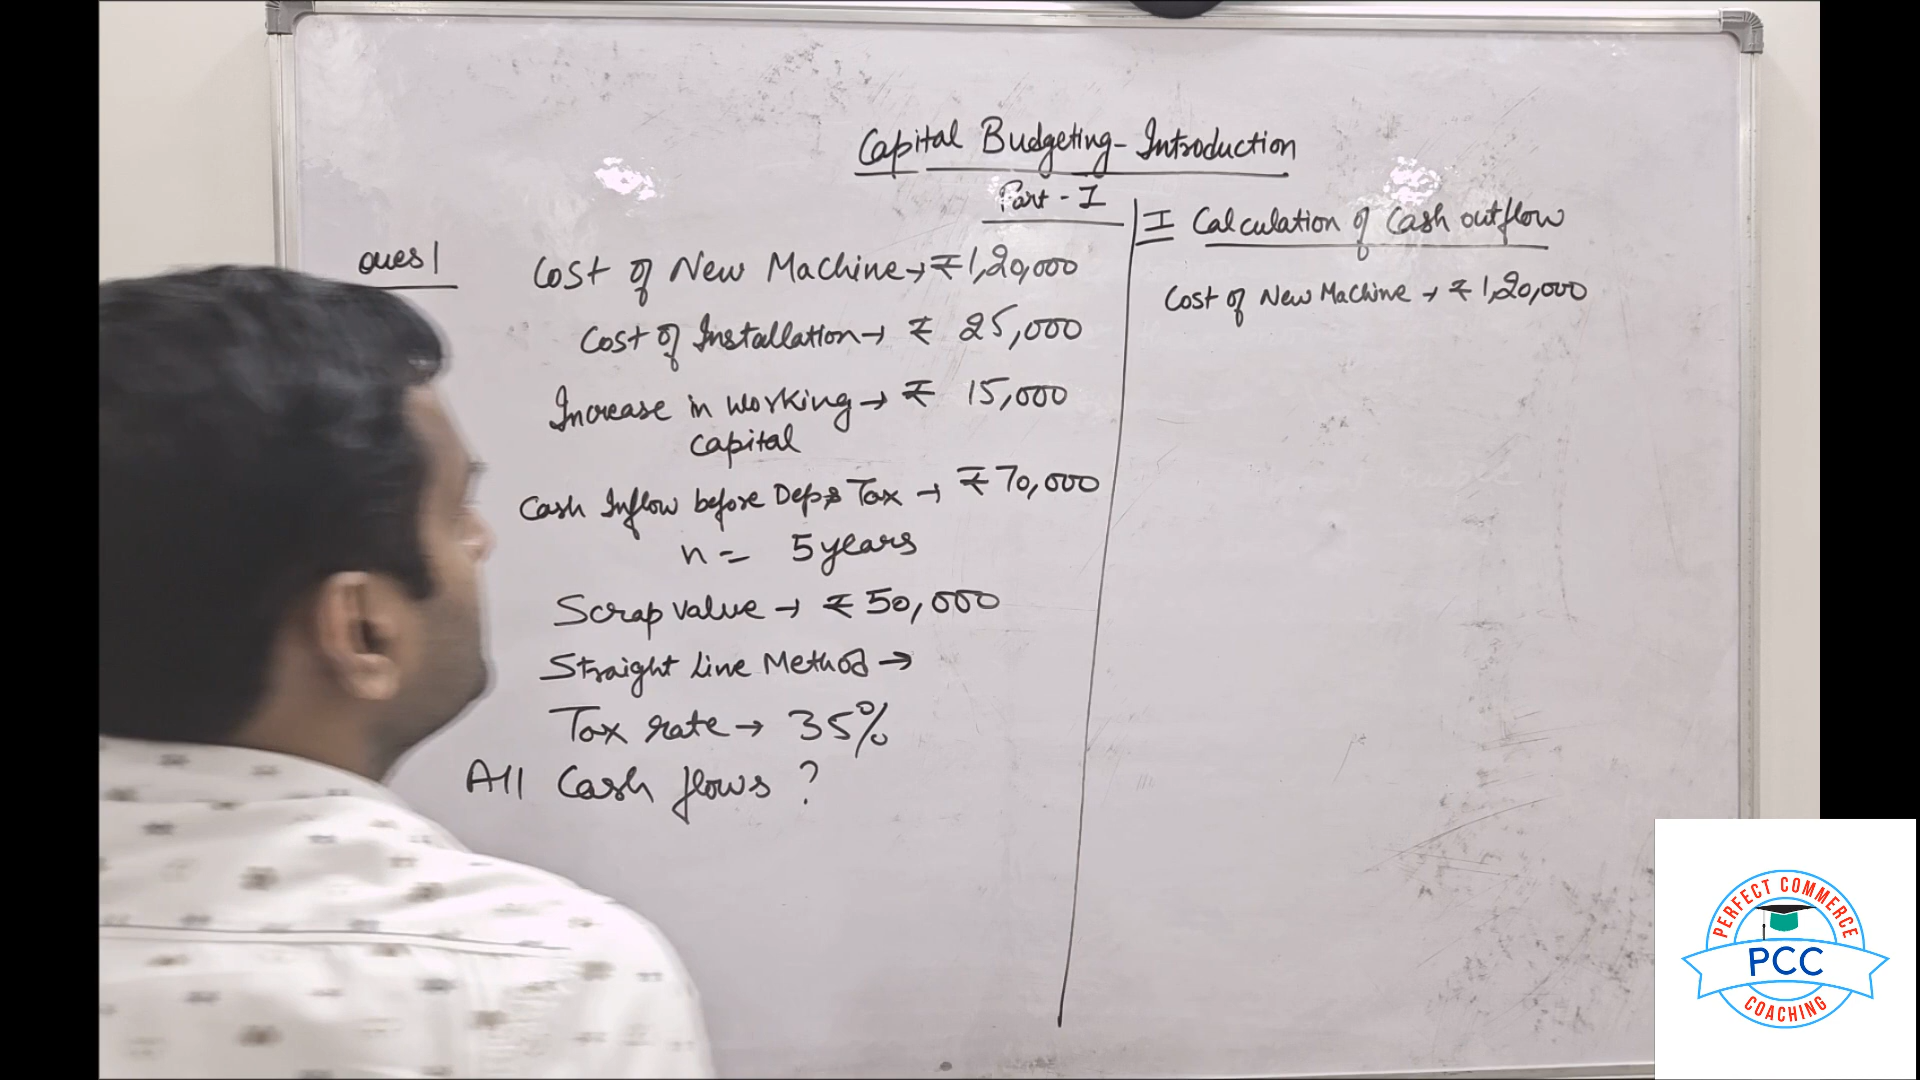 Capital Budgeting - Introduction
Part - I
Ques 1
Cost of New Machine → ₹ 1,20,000
Cost of Installation → ₹ 25,000
Increase in working → ₹ 15,000
capital
Cash Inflow before Dep & Tax → ₹ 70,000
n = 5 years
Scrap value → ₹ 50,000
Straight Line Method →
Tax rate → 35%
All Cash flows ?
I Calculation of Cash outflow
Cost of New Machine → ₹ 1,20,000
PERFECT COMMERCE
PCC
COACHING